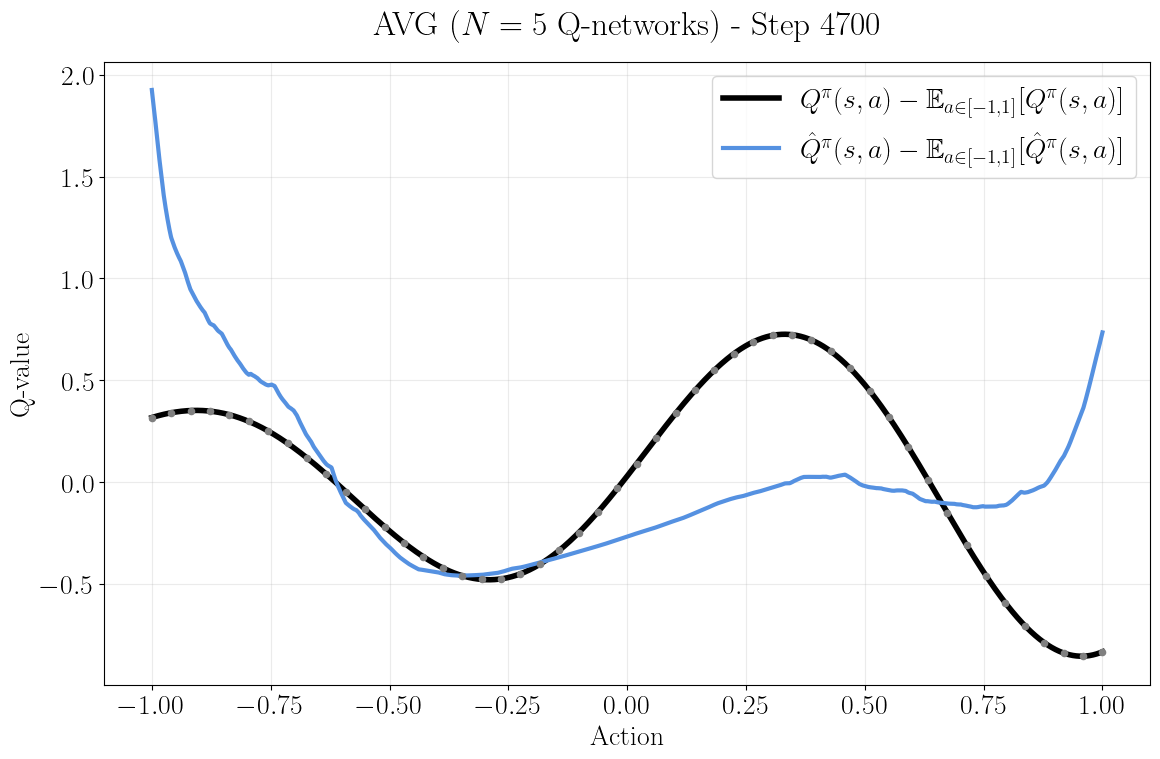 AVG (N = 5 Q-networks) - Step 4700
Q^π(s, a) − 𝔼_{a∈[−1,1]}[Q^π(s, a)]
Q̂^π(s, a) − 𝔼_{a∈[−1,1]}[Q̂^π(s, a)]
Q-value
2.0
1.5
1.0
0.5
0.0
−0.5
−1.00 −0.75 −0.50 −0.25 0.00 0.25 0.50 0.75 1.00
Action